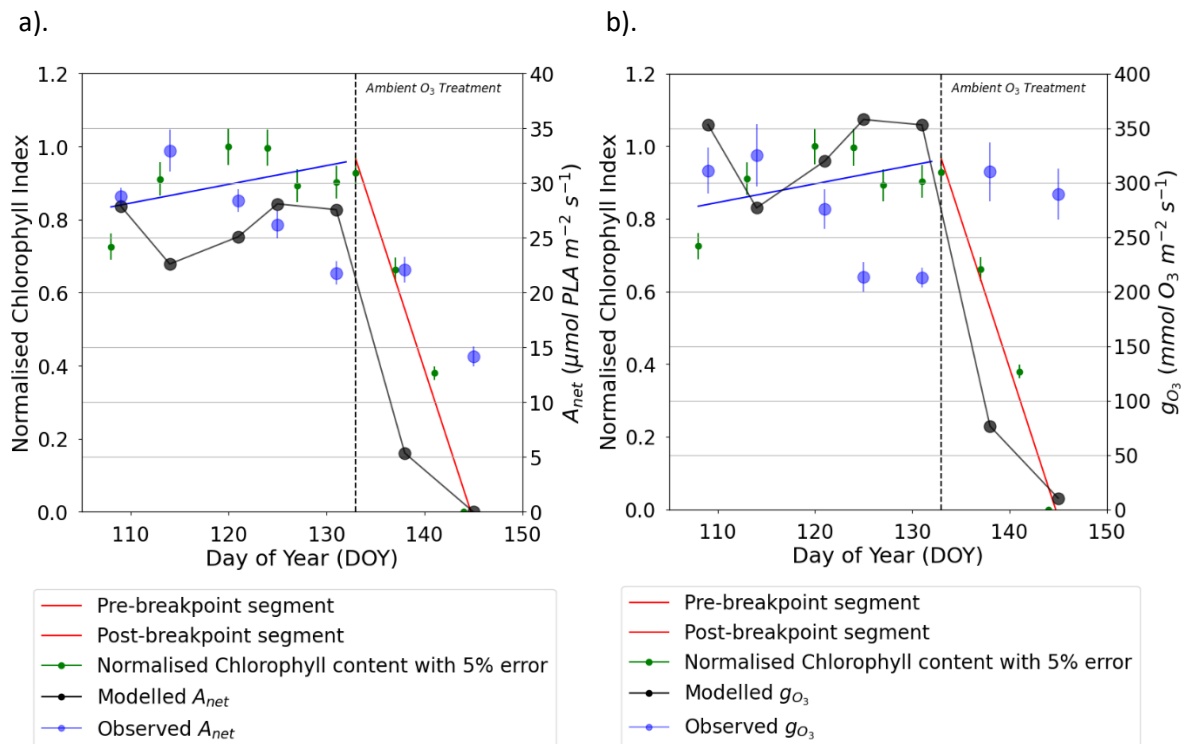 a).
1.2
1.0
0.8
0.6
0.4
0.2
0.0
Normalised Chlorophyll Index
110 120 130 140 150
Day of Year (DOY)
Ambient O₃ Treatment
40
35
30
25
20
15
10
5
0
A_net (µmol PLA m⁻² s⁻¹)
Pre-breakpoint segment
Post-breakpoint segment
Normalised Chlorophyll content with 5% error
Modelled A_net
Observed A_net
b).
1.2
1.0
0.8
0.6
0.4
0.2
0.0
Normalised Chlorophyll Index
110 120 130 140 150
Day of Year (DOY)
Ambient O₃ Treatment
400
350
300
250
200
150
100
50
0
g_O₃ (mmol O₃ m⁻² s⁻¹)
Pre-breakpoint segment
Post-breakpoint segment
Normalised Chlorophyll content with 5% error
Modelled g_O₃
Observed g_O₃